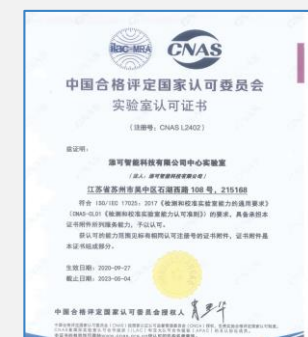 ilac-MRA
CNAS
中国合格评定国家认可委员会
实验室认可证书
(注册号:CNAS L2402)
兹证明:
追可智能科技有限公司中心实验室
江苏省苏州市吴中区石湖西路 108 号,215168
符合 ISO/IEC 17025:2017《检测和校准实验室能力的通用要求》
(CNAS-CL01《检测和校准实验室能力认可准则》)的要求,具备承担本
证书附件所列服务能力,予以认可。
获认可的能力范围见标有相同认可注册号的证书附件,证书附件是
本证书组成部分。
生效日期:2020-09-27
截止日期:2023-05-04
中国合格评定国家认可委员会授权人